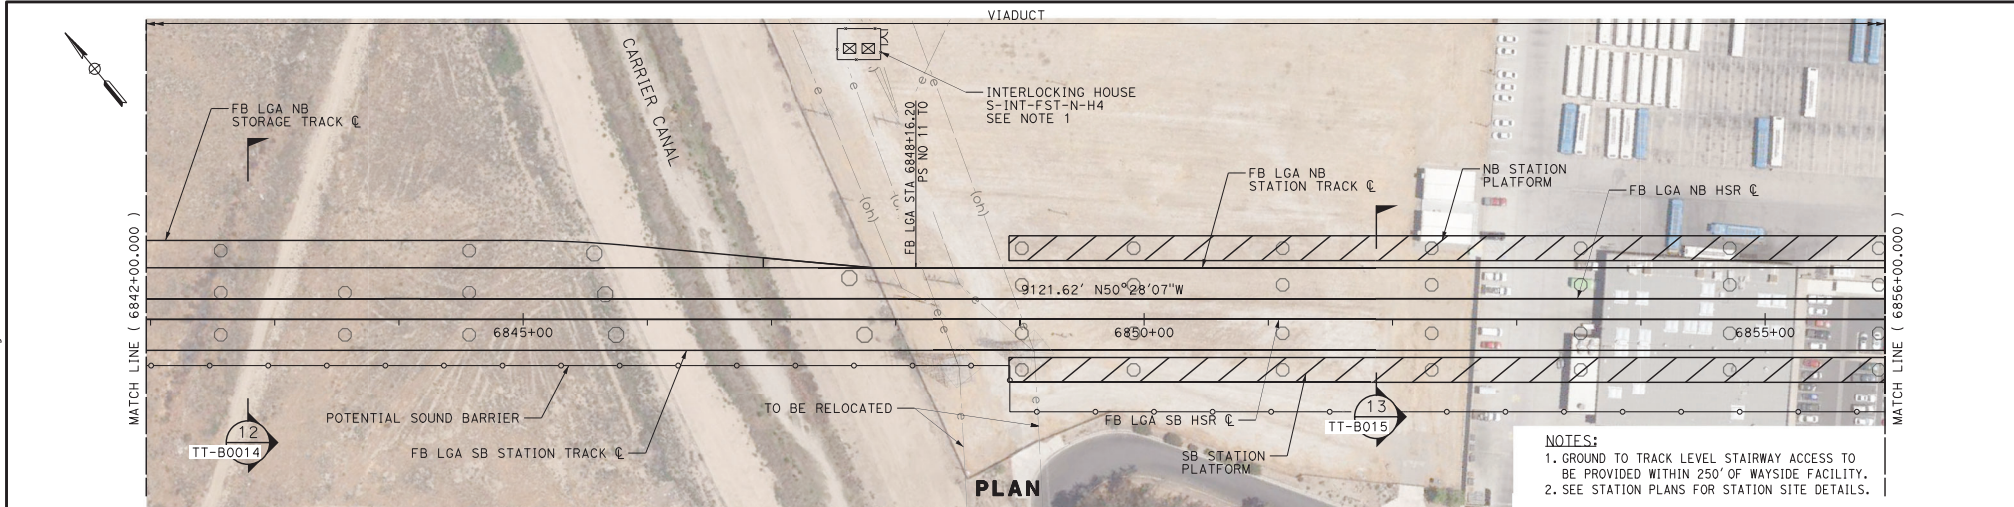 VIADUCT
CARRIER CANAL
FB LGA NB
STORAGE TRACK ℄
INTERLOCKING HOUSE
S-INT-FST-N-H4
SEE NOTE 1
FB LGA STA 6848+16.20
PS NO 11 TO
FB LGA NB
STATION TRACK ℄
NB STATION
PLATFORM
FB LGA NB HSR ℄
e
e
e
(oh)
(oh)
MATCH LINE ( 6842+00.000 )
MATCH LINE ( 6856+00.000 )
9121.62' N50°28'07"W
6845+00
6850+00
6855+00
e
e
e
e
e
POTENTIAL SOUND BARRIER
TO BE RELOCATED
FB LGA SB HSR ℄
12
TT-B0014
13
TT-B015
FB LGA SB STATION TRACK ℄
SB STATION
PLATFORM
PLAN
NOTES:
1. GROUND TO TRACK LEVEL STAIRWAY ACCESS TO
BE PROVIDED WITHIN 250' OF WAYSIDE FACILITY.
2. SEE STATION PLANS FOR STATION SITE DETAILS.